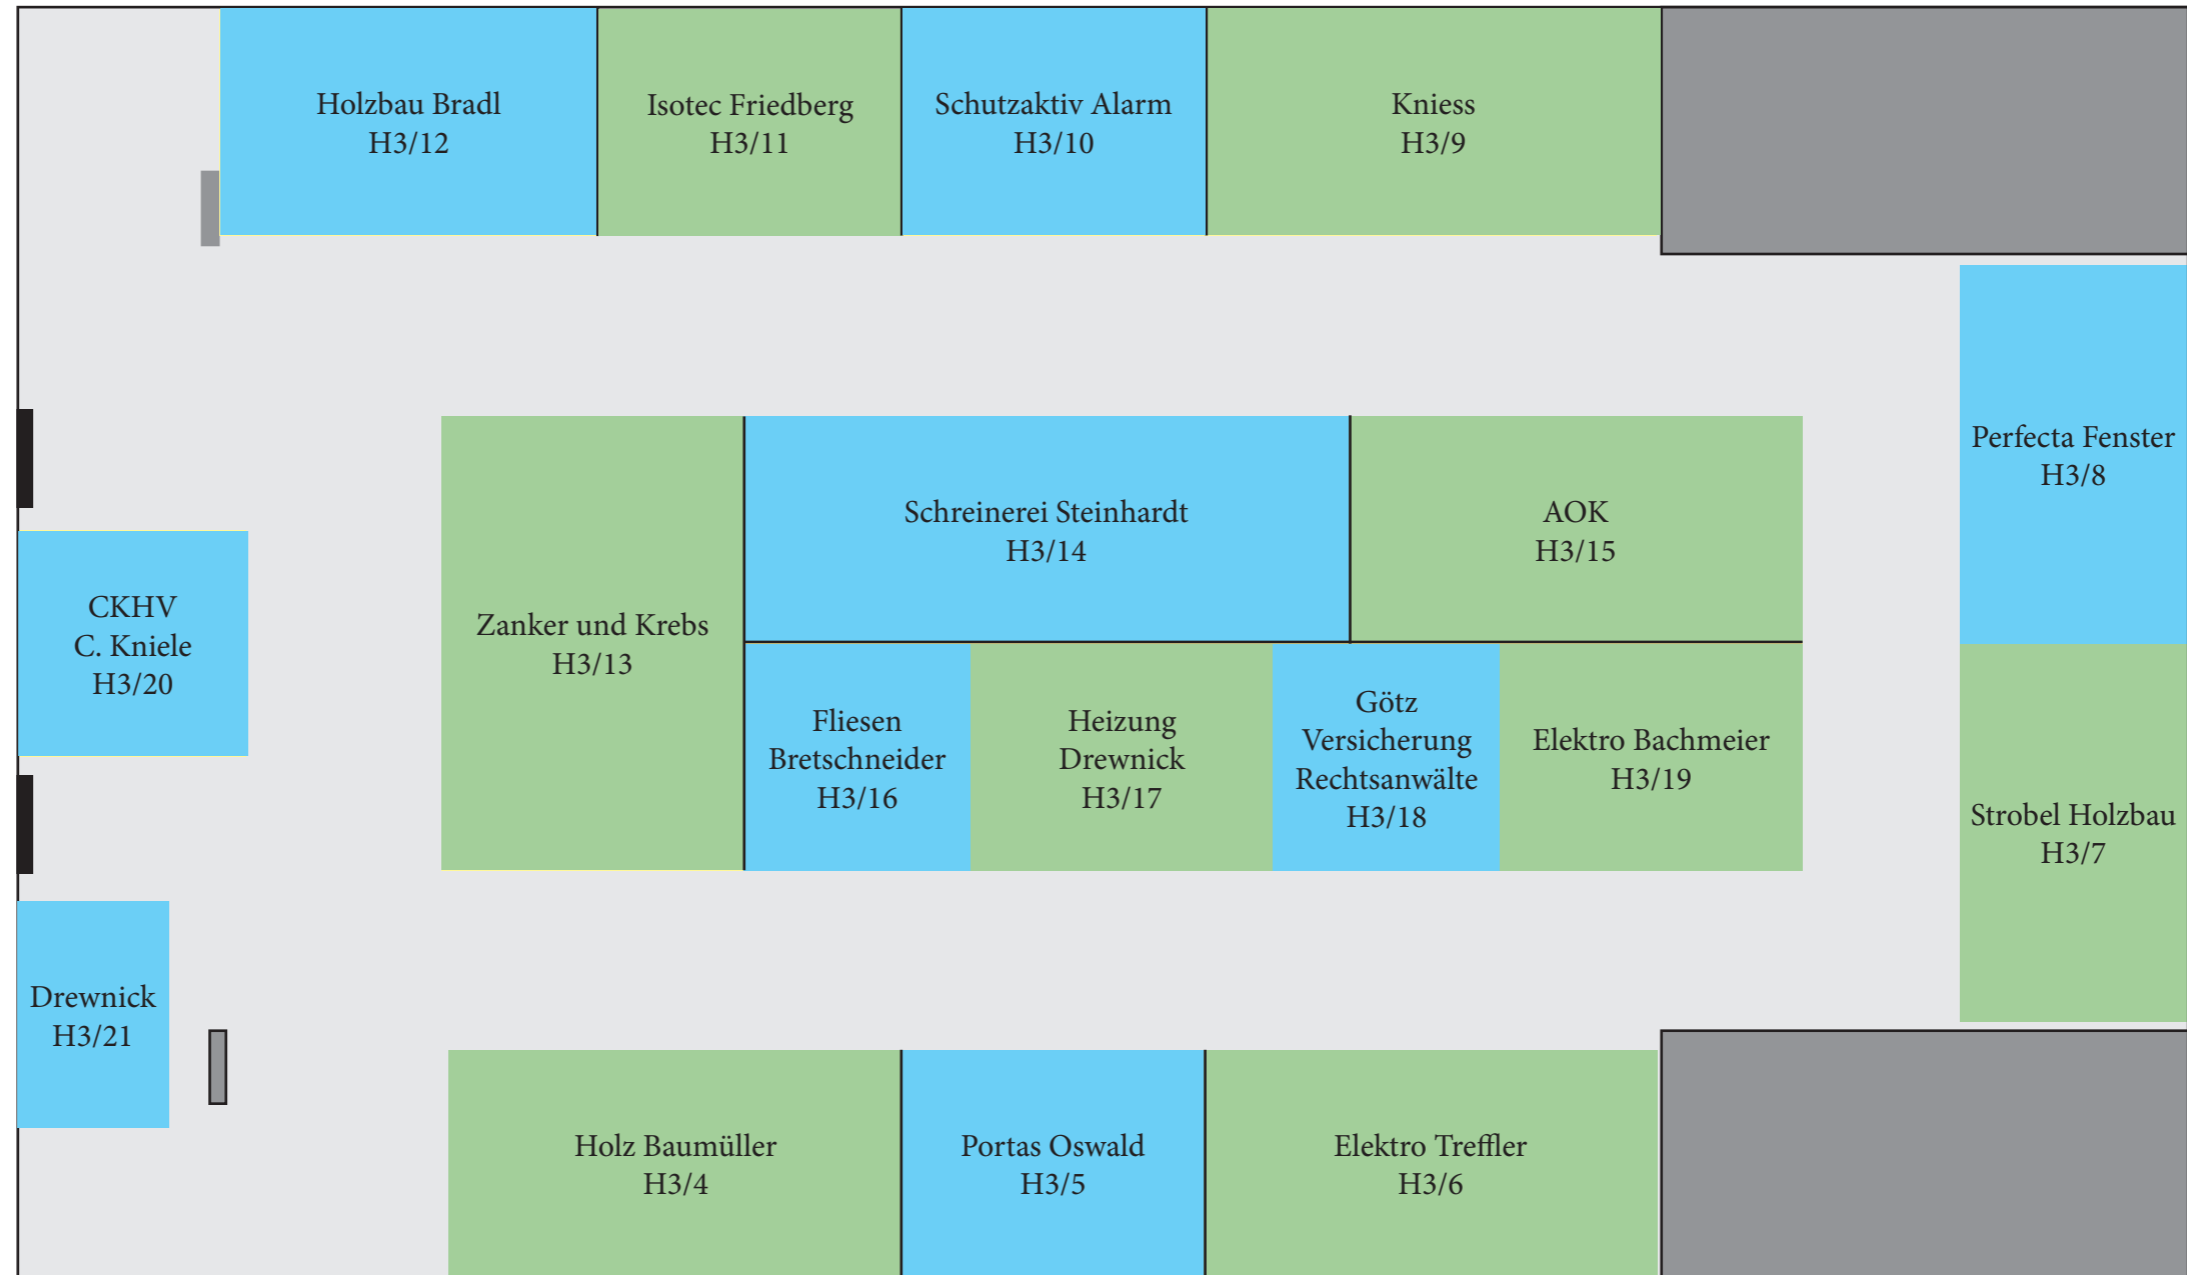 Holzbau Bradl
H3/12
Isotec Friedberg
H3/11
Schutzaktiv Alarm
H3/10
Kniess
H3/9
Perfecta Fenster
H3/8
Schreinerei Steinhardt
H3/14
AOK
H3/15
CKHV
C. Kniele
H3/20
Zanker und Krebs
H3/13
Fliesen
Bretschneider
H3/16
Heizung
Drewnick
H3/17
Götz
Versicherung
Rechtsanwälte
H3/18
Elektro Bachmeier
H3/19
Strobel Holzbau
H3/7
Drewnick
H3/21
Holz Baumüller
H3/4
Portas Oswald
H3/5
Elektro Treffler
H3/6